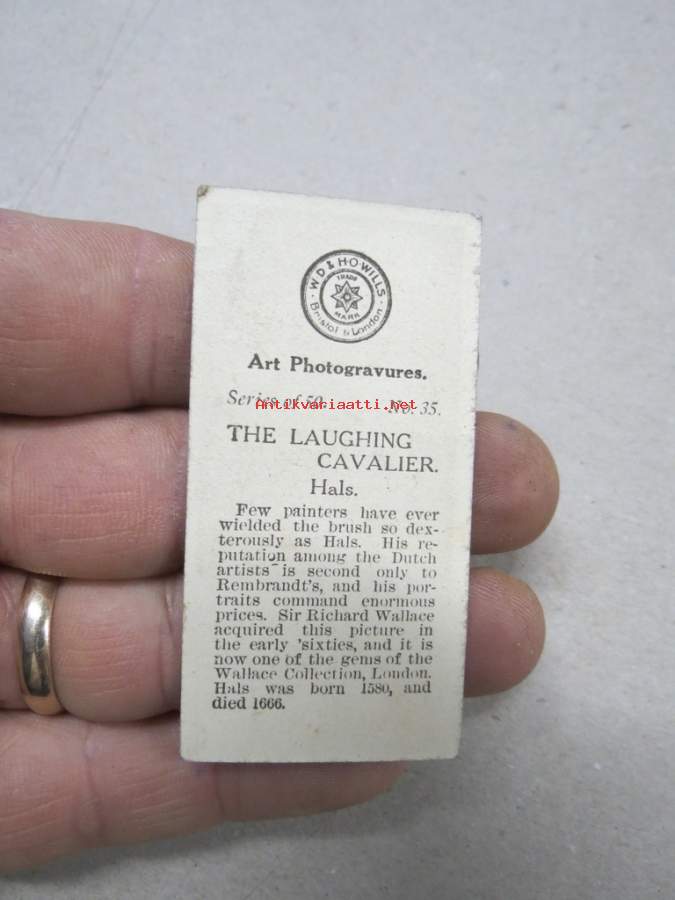 W D & H·O·WILLS
TRADE
MARK
Bristol & London
Art Photogravures.
Series of 50. No. 35.
Antikvariaatti.net
THE LAUGHING
CAVALIER.
Hals.
Few painters have ever
wielded the brush so dex-
terously as Hals. His re-
putation among the Dutch
artists is second only to
Rembrandt's, and his por-
traits command enormous
prices. Sir Richard Wallace
acquired this picture in
the early 'sixties, and it is
now one of the gems of the
Wallace Collection, London.
Hals was born 1580, and
died 1666.